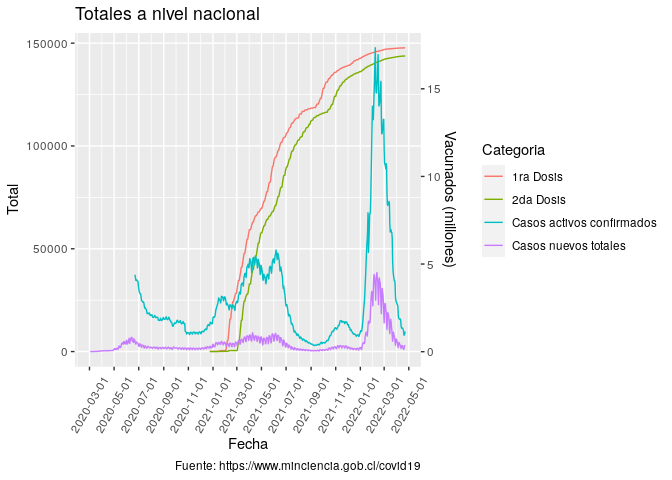 Totales a nivel nacional
Total
150000
100000
50000
0
15
10
5
0
Vacunados (millones)
2020-03-01
2020-05-01
2020-07-01
2020-09-01
2020-11-01
2021-01-01
2021-03-01
2021-05-01
2021-07-01
2021-09-01
2021-11-01
2022-01-01
2022-03-01
2022-05-01
Fecha
Fuente: https://www.minciencia.gob.cl/covid19
Categoria
1ra Dosis
2da Dosis
Casos activos confirmados
Casos nuevos totales